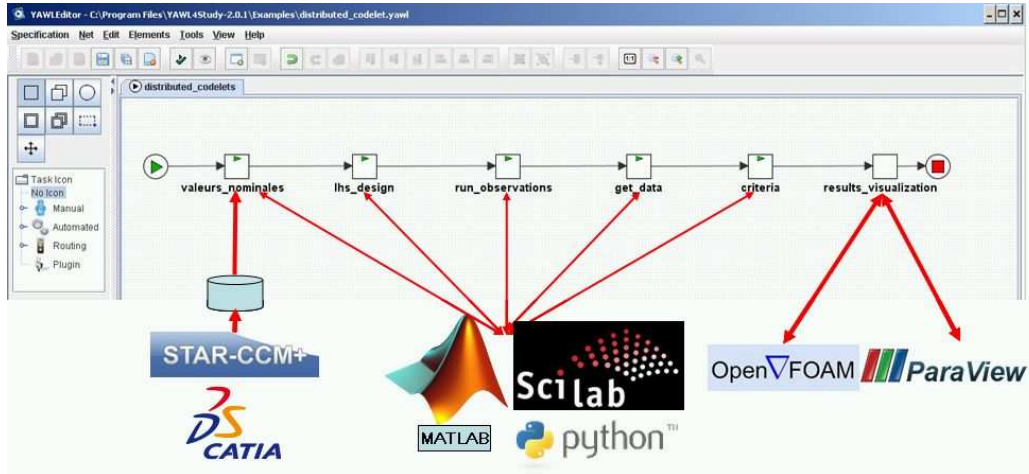 YAWLEditor - C:\Program Files\YAWL4Study-2.0.1\Examples\distributed_codelet.yawl
Specification Net Edit Elements Tools View Help
distributed_codelets
Task Icon
No Icon
Manual
Automated
Routing
Plugin
valeurs_nominales lhs_design run_observations get_data criteria results_visualization
STAR-CCM+
DS
CATIA
MATLAB
Scilab
python™
OpenFOAM
ParaView